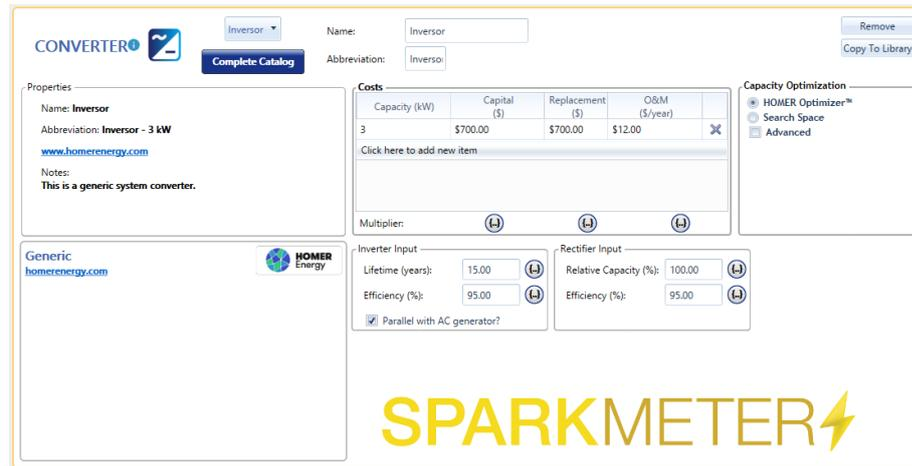 CONVERTER
Inversor
Complete Catalog
Name: Inversor
Abbreviation: Inversor
Remove
Copy To Library
Properties
Name: Inversor
Abbreviation: Inversor - 3 kW
www.homerenergy.com
Notes:
This is a generic system converter.
Costs
Capacity (kW) Capital ($) Replacement ($) O&M ($/year)
3 $700.00 $700.00 $12.00
Click here to add new item
Multiplier: {..} {..} {..}
Capacity Optimization
HOMER Optimizer™
Search Space
Advanced
Generic
homerenergy.com
HOMER
Energy
Inverter Input
Lifetime (years): 15.00 {..}
Efficiency (%): 95.00 {..}
Parallel with AC generator?
Rectifier Input
Relative Capacity (%): 100.00 {..}
Efficiency (%): 95.00 {..}
SPARKMETER